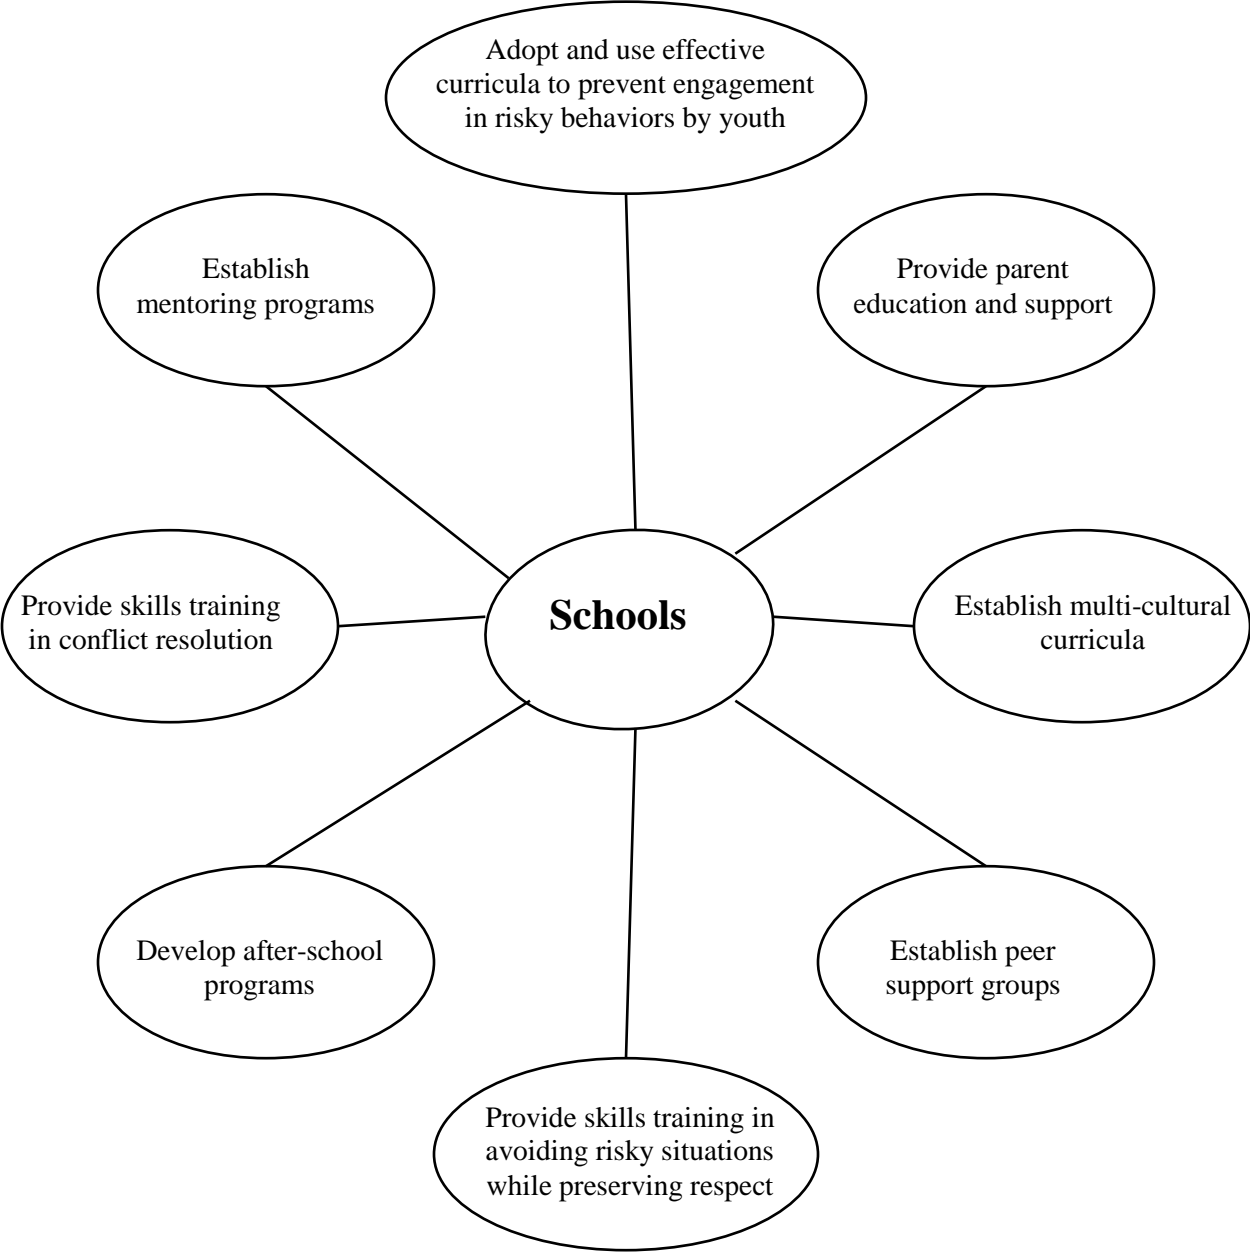 Adopt and use effective
curricula to prevent engagement
in risky behaviors by youth
Establish
mentoring programs
Provide parent
education and support
Provide skills training
in conflict resolution
Schools
Establish multi-cultural
curricula
Develop after-school
programs
Establish peer
support groups
Provide skills training in
avoiding risky situations
while preserving respect